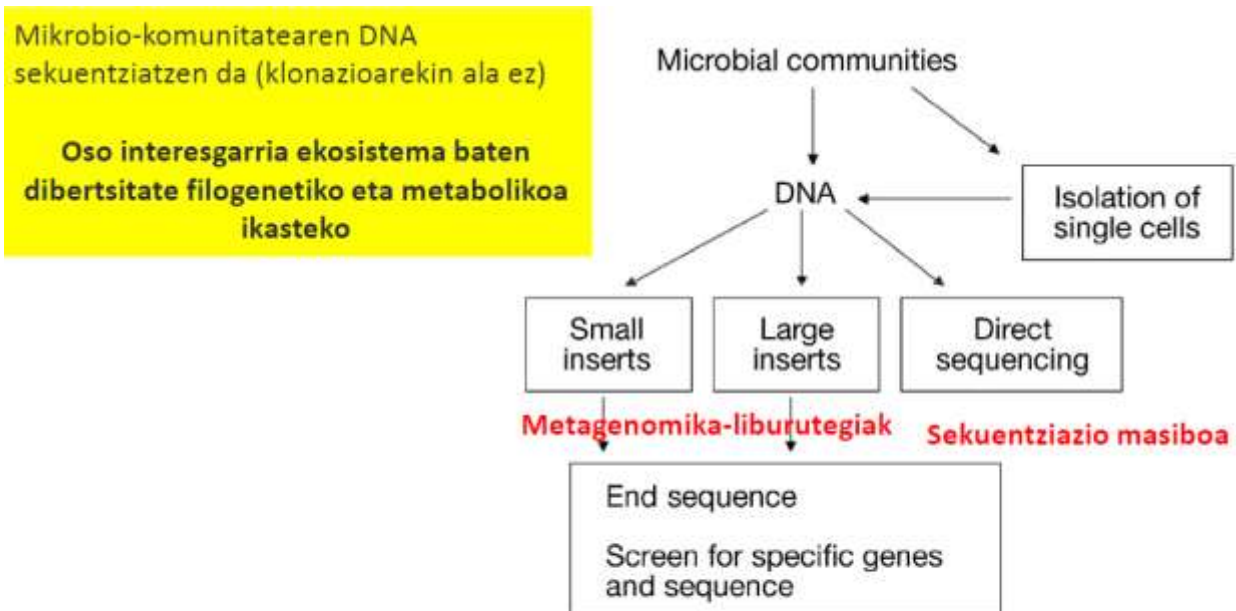 Mikrobio-komunitatearen DNA
sekuentziatzen da (klonazioarekin ala ez)
Oso interesgarria ekosistema baten
dibertsitate filogenetiko eta metabolikoa
ikasteko
Microbial communities
DNA
Isolation of
single cells
Small
inserts
Large
inserts
Direct
sequencing
Metagenomika-liburutegiak
Sekuentziazio masiboa
End sequence
Screen for specific genes
and sequence